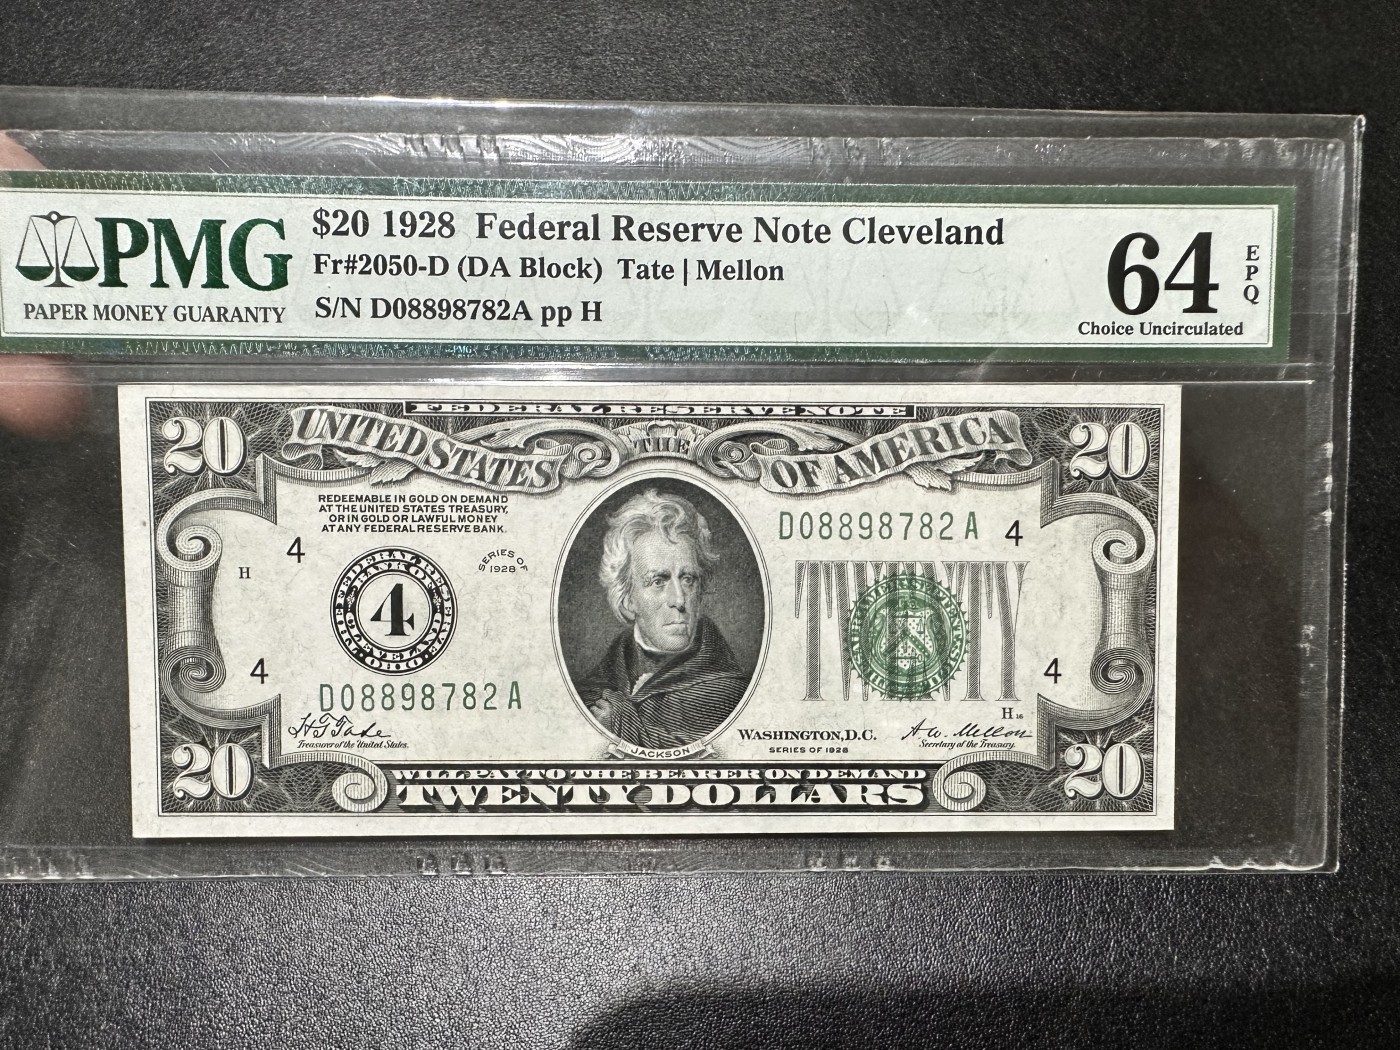 PMG
PAPER MONEY GUARANTY
$20 1928 Federal Reserve Note Cleveland
Fr#2050-D (DA Block) Tate | Mellon
S/N D08898782A pp H
64
EPQ
Choice Uncirculated
FEDERAL RESERVE NOTE
20
UNITED STATES
THE
OF AMERICA
20
REDEEMABLE IN GOLD ON DEMAND
AT THE UNITED STATES TREASURY,
OR IN GOLD OR LAWFUL MONEY
AT ANY FEDERAL RESERVE BANK.
SERIES OF
1928
D08898782A
4
4
H
4
4
D08898782A
4
TWENTY
H 16
H T Tate
Treasurer of the United States.
JACKSON
WASHINGTON, D.C.
SERIES OF 1928
A.W. Mellon
Secretary of the Treasury.
20
WILL PAY TO THE BEARER ON DEMAND
TWENTY DOLLARS
20